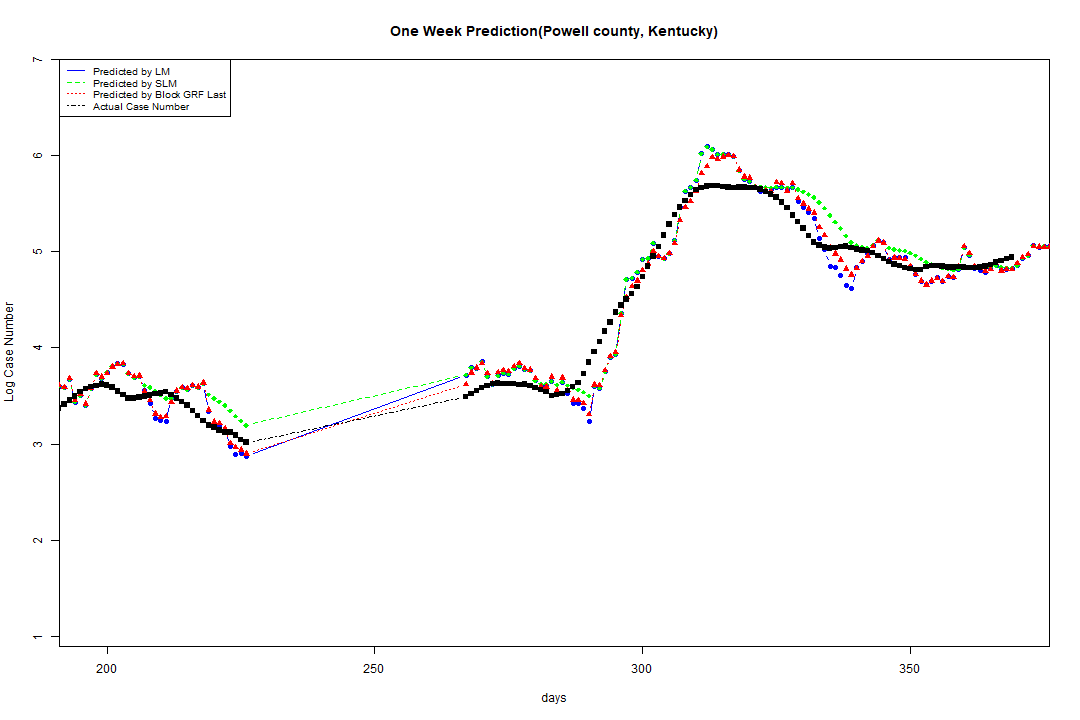 One Week Prediction(Powell county, Kentucky)
Predicted by LM
Predicted by SLM
Predicted by Block GRF Last
Actual Case Number
7
6
5
4
3
2
1
Log Case Number
200
250
300
350
days